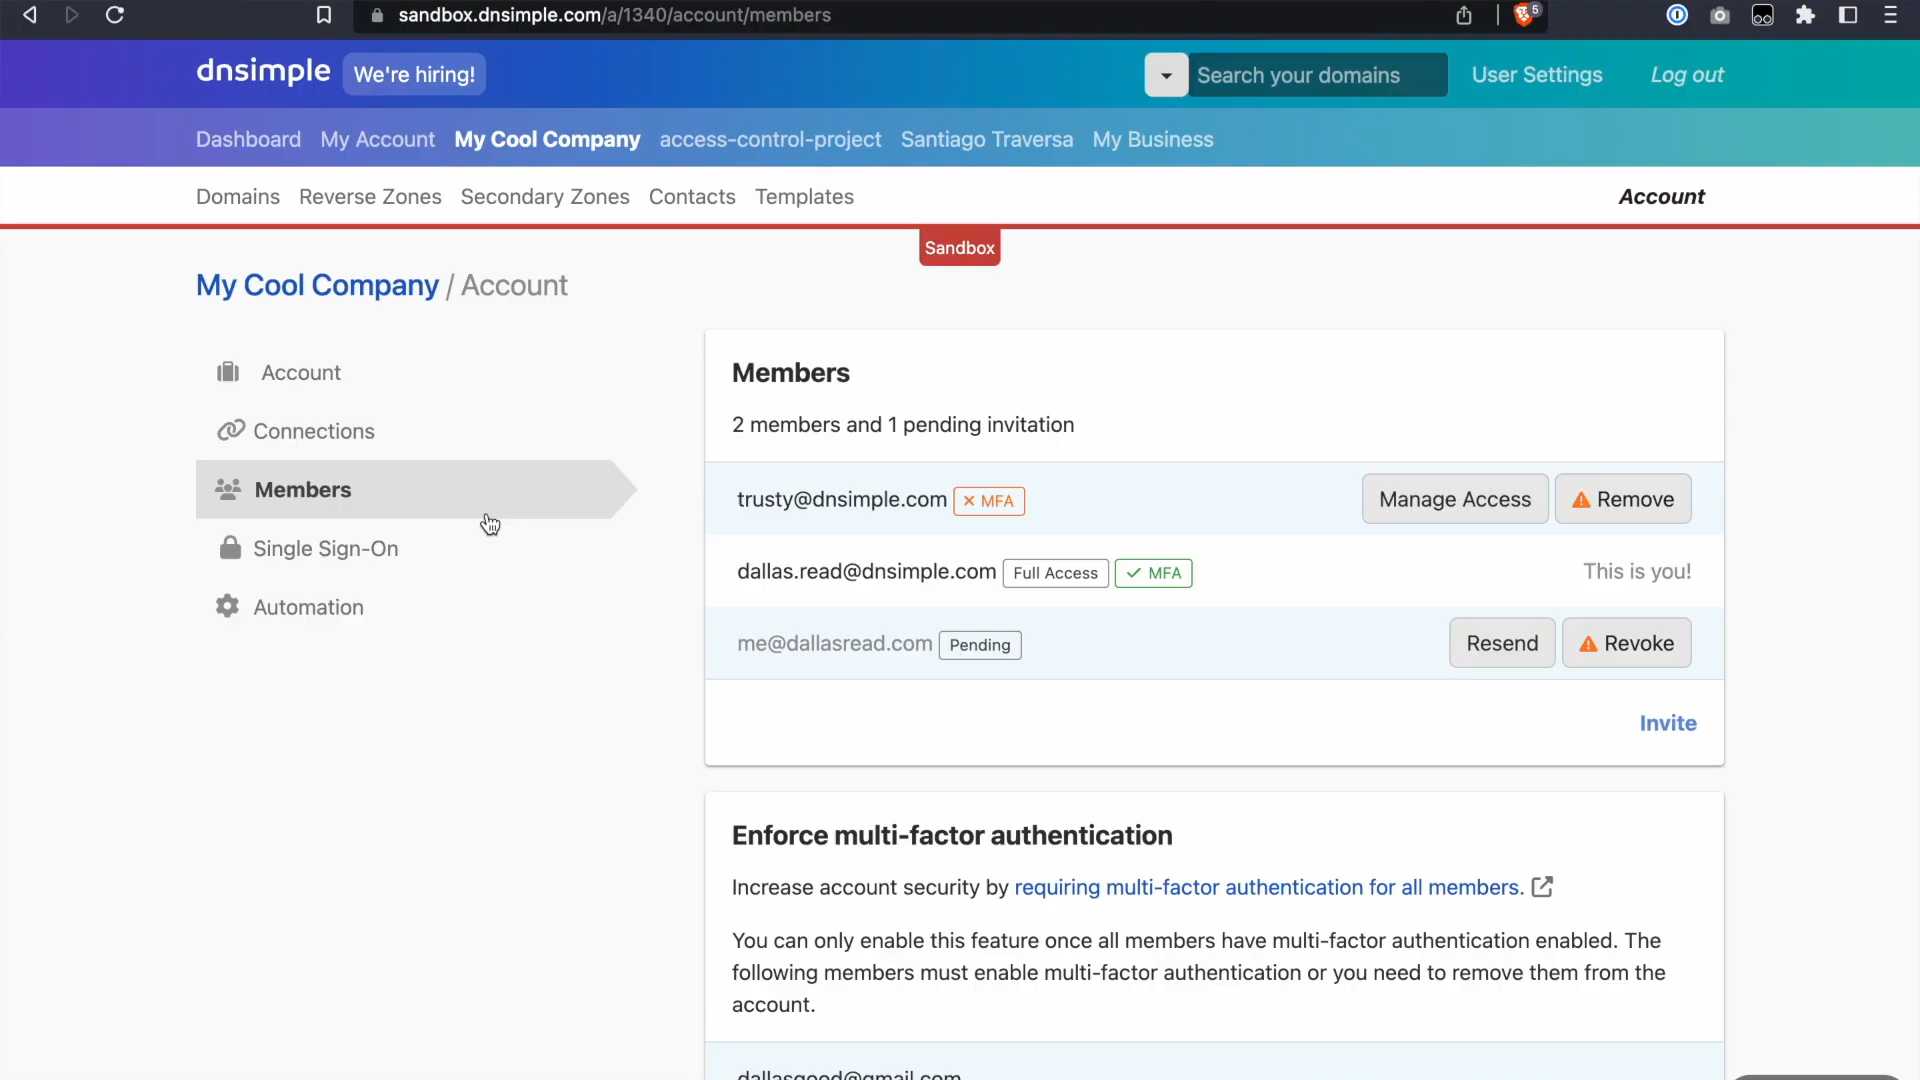 sandbox.dnsimple.com/a/1340/account/members
5
dnsimple We're hiring!
Search your domains User Settings Log out
Dashboard My Account My Cool Company access-control-project Santiago Traversa My Business
Domains Reverse Zones Secondary Zones Contacts Templates Account
Sandbox
My Cool Company / Account
Account
Connections
Members
Single Sign-On
Automation
Members
2 members and 1 pending invitation
trusty@dnsimple.com MFA Manage Access Remove
dallas.read@dnsimple.com Full Access MFA This is you!
me@dallasread.com Pending Resend Revoke
Invite
Enforce multi-factor authentication
Increase account security by requiring multi-factor authentication for all members.
You can only enable this feature once all members have multi-factor authentication enabled. The
following members must enable multi-factor authentication or you need to remove them from the
account.
dallasgood@gmail.com